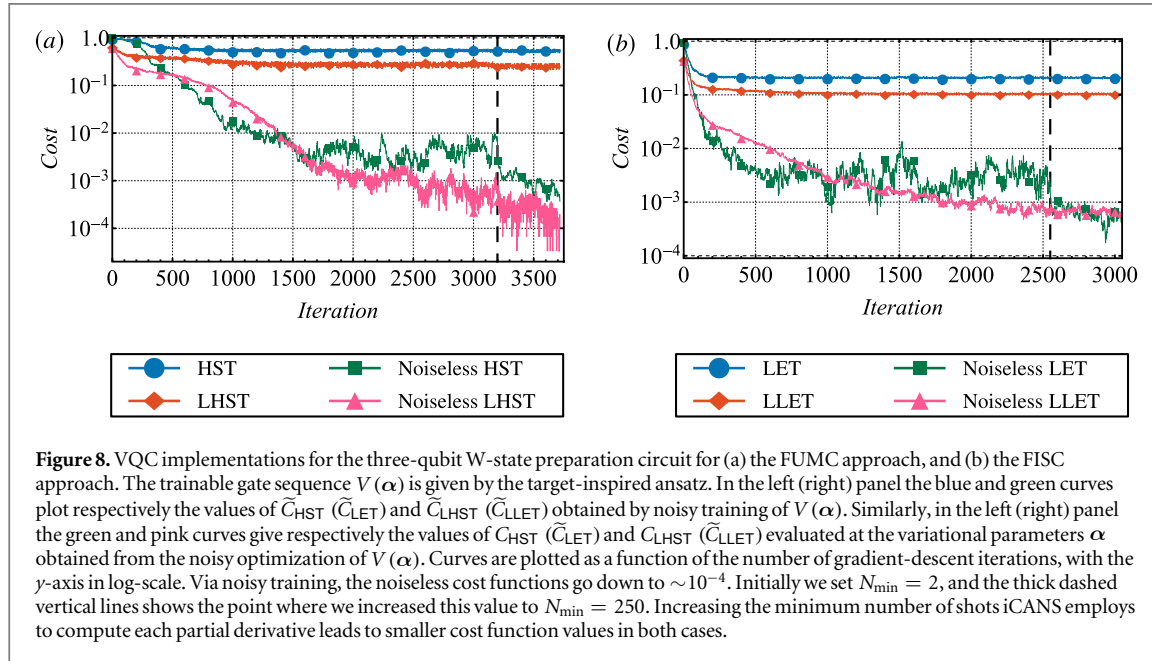 (a)
1.0
10⁻¹
10⁻²
10⁻³
10⁻⁴
Cost
0 500 1000 1500 2000 2500 3000 3500
Iteration
HST Noiseless HST
LHST Noiseless LHST
(b)
1.0
10⁻¹
10⁻²
10⁻³
10⁻⁴
Cost
0 500 1000 1500 2000 2500 3000
Iteration
LET Noiseless LET
LLET Noiseless LLET
Figure 8. VQC implementations for the three-qubit W-state preparation circuit for (a) the FUMC approach, and (b) the FISC
approach. The trainable gate sequence V(α) is given by the target-inspired ansatz. In the left (right) panel the blue and green curves
plot respectively the values of C̃_HST (C̃_LET) and C̃_LHST (C̃_LLET) obtained by noisy training of V(α). Similarly, in the left (right) panel
the green and pink curves give respectively the values of C_HST (C̃_LET) and C_LHST (C̃_LLET) evaluated at the variational parameters α
obtained from the noisy optimization of V(α). Curves are plotted as a function of the number of gradient-descent iterations, with the
y-axis in log-scale. Via noisy training, the noiseless cost functions go down to ~10⁻⁴. Initially we set N_min = 2, and the thick dashed
vertical lines shows the point where we increased this value to N_min = 250. Increasing the minimum number of shots iCANS employs
to compute each partial derivative leads to smaller cost function values in both cases.